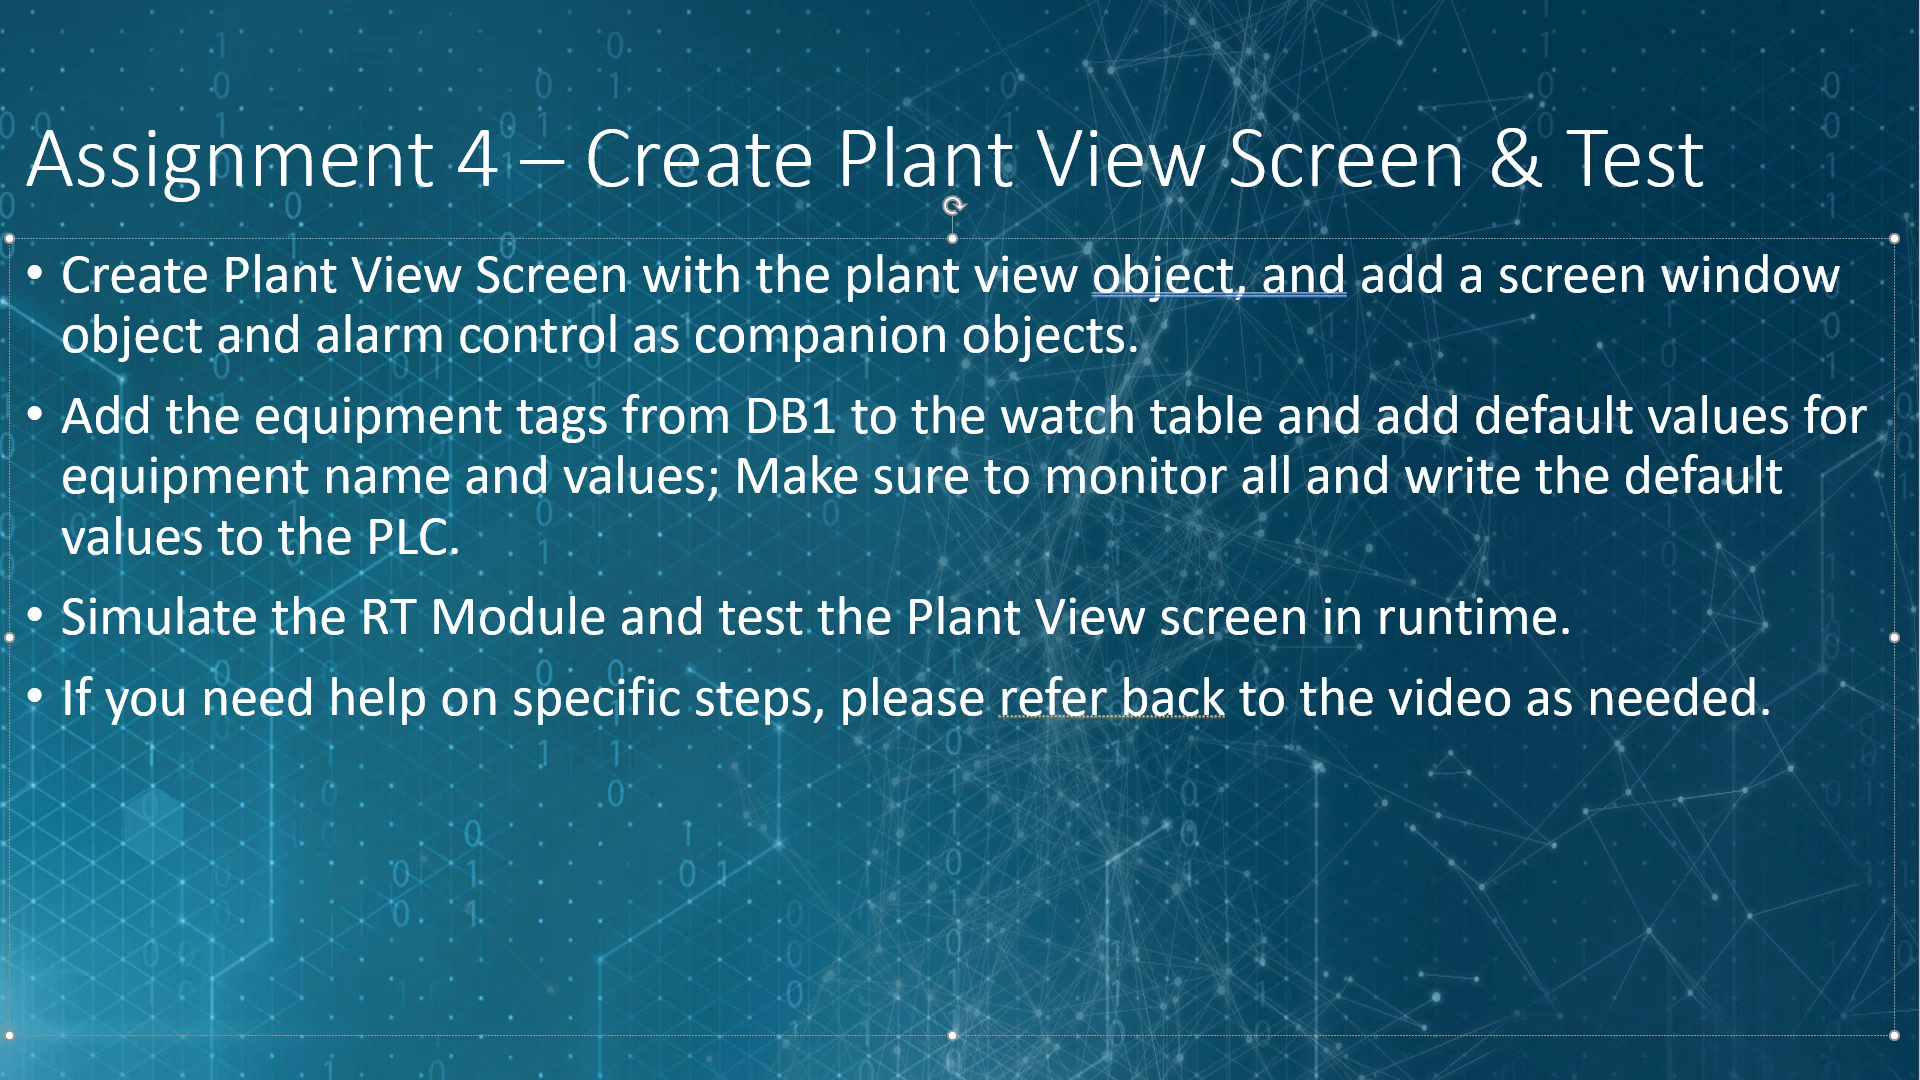 Assignment 4 – Create Plant View Screen & Test
• Create Plant View Screen with the plant view object, and add a screen window
object and alarm control as companion objects.
• Add the equipment tags from DB1 to the watch table and add default values for
equipment name and values; Make sure to monitor all and write the default
values to the PLC.
• Simulate the RT Module and test the Plant View screen in runtime.
• If you need help on specific steps, please refer back to the video as needed.